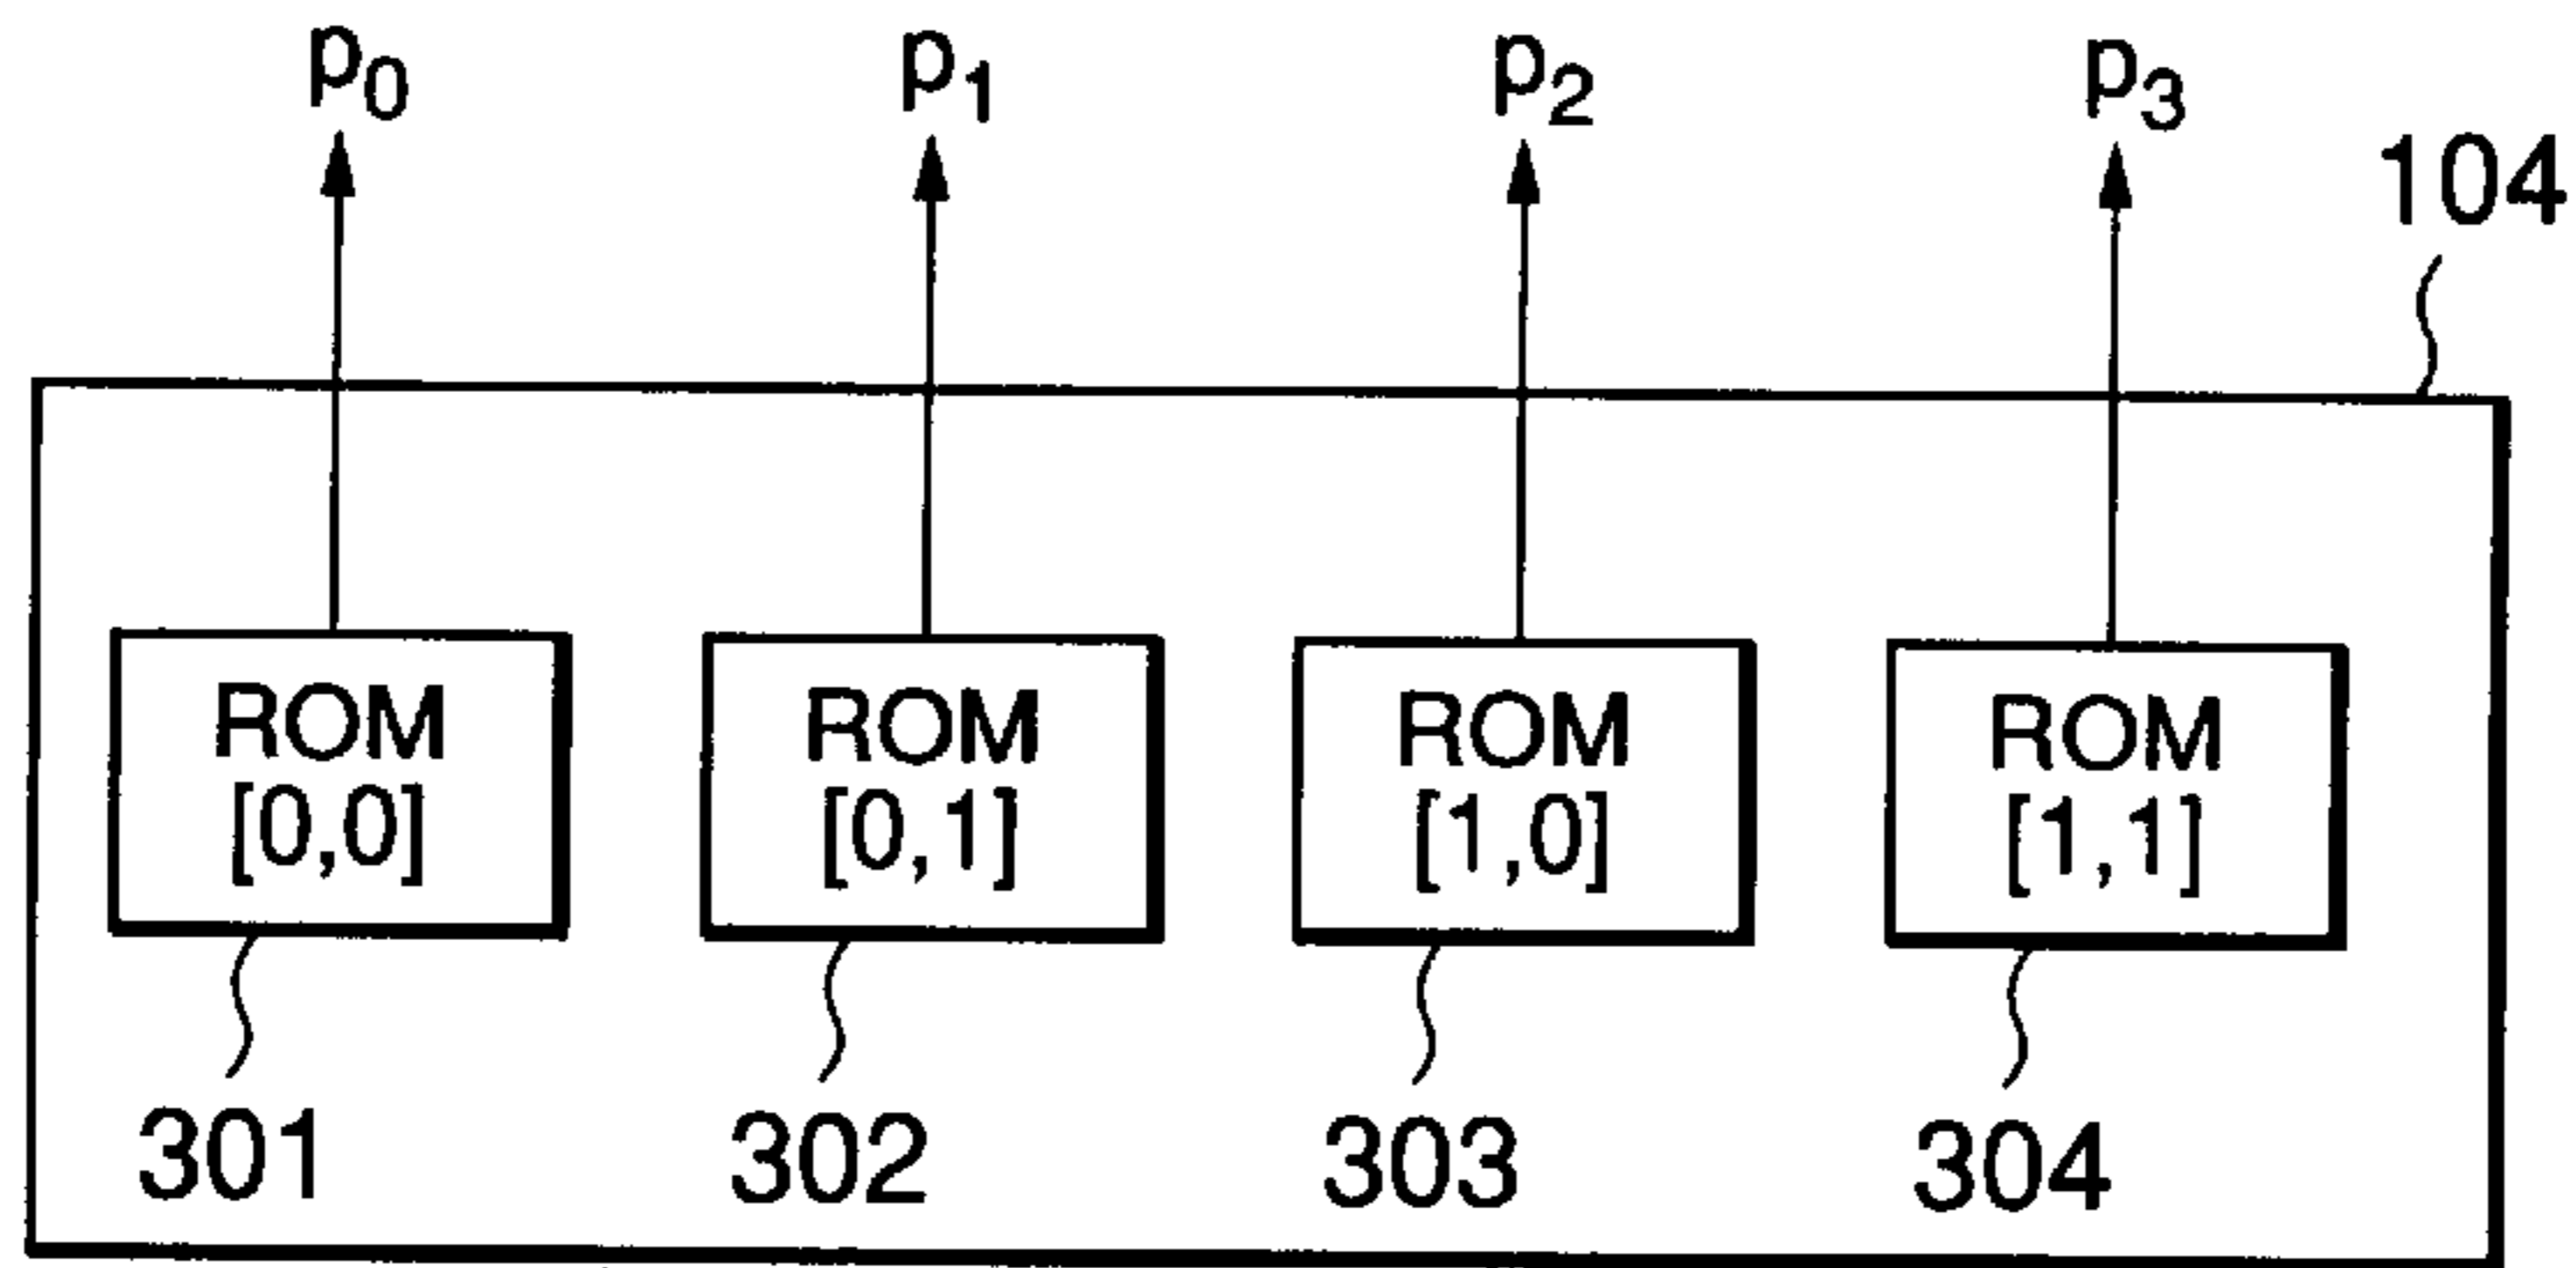 p0 p1 p2 p3
104
ROM ROM ROM ROM
[0,0] [0,1] [1,0] [1,1]
301 302 303 304